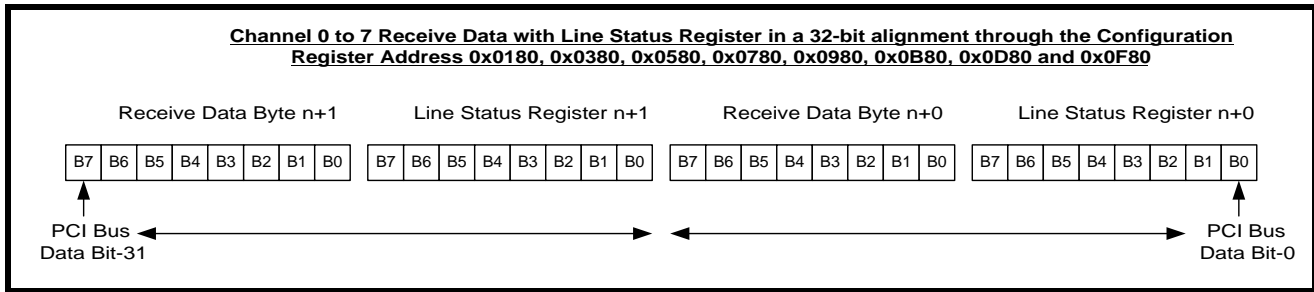 Channel 0 to 7 Receive Data with Line Status Register in a 32-bit alignment through the Configuration
Register Address 0x0180, 0x0380, 0x0580, 0x0780, 0x0980, 0x0B80, 0x0D80 and 0x0F80
Receive Data Byte n+1 Line Status Register n+1 Receive Data Byte n+0 Line Status Register n+0
B7 B6 B5 B4 B3 B2 B1 B0 B7 B6 B5 B4 B3 B2 B1 B0 B7 B6 B5 B4 B3 B2 B1 B0 B7 B6 B5 B4 B3 B2 B1 B0
PCI Bus PCI Bus
Data Bit-31 Data Bit-0